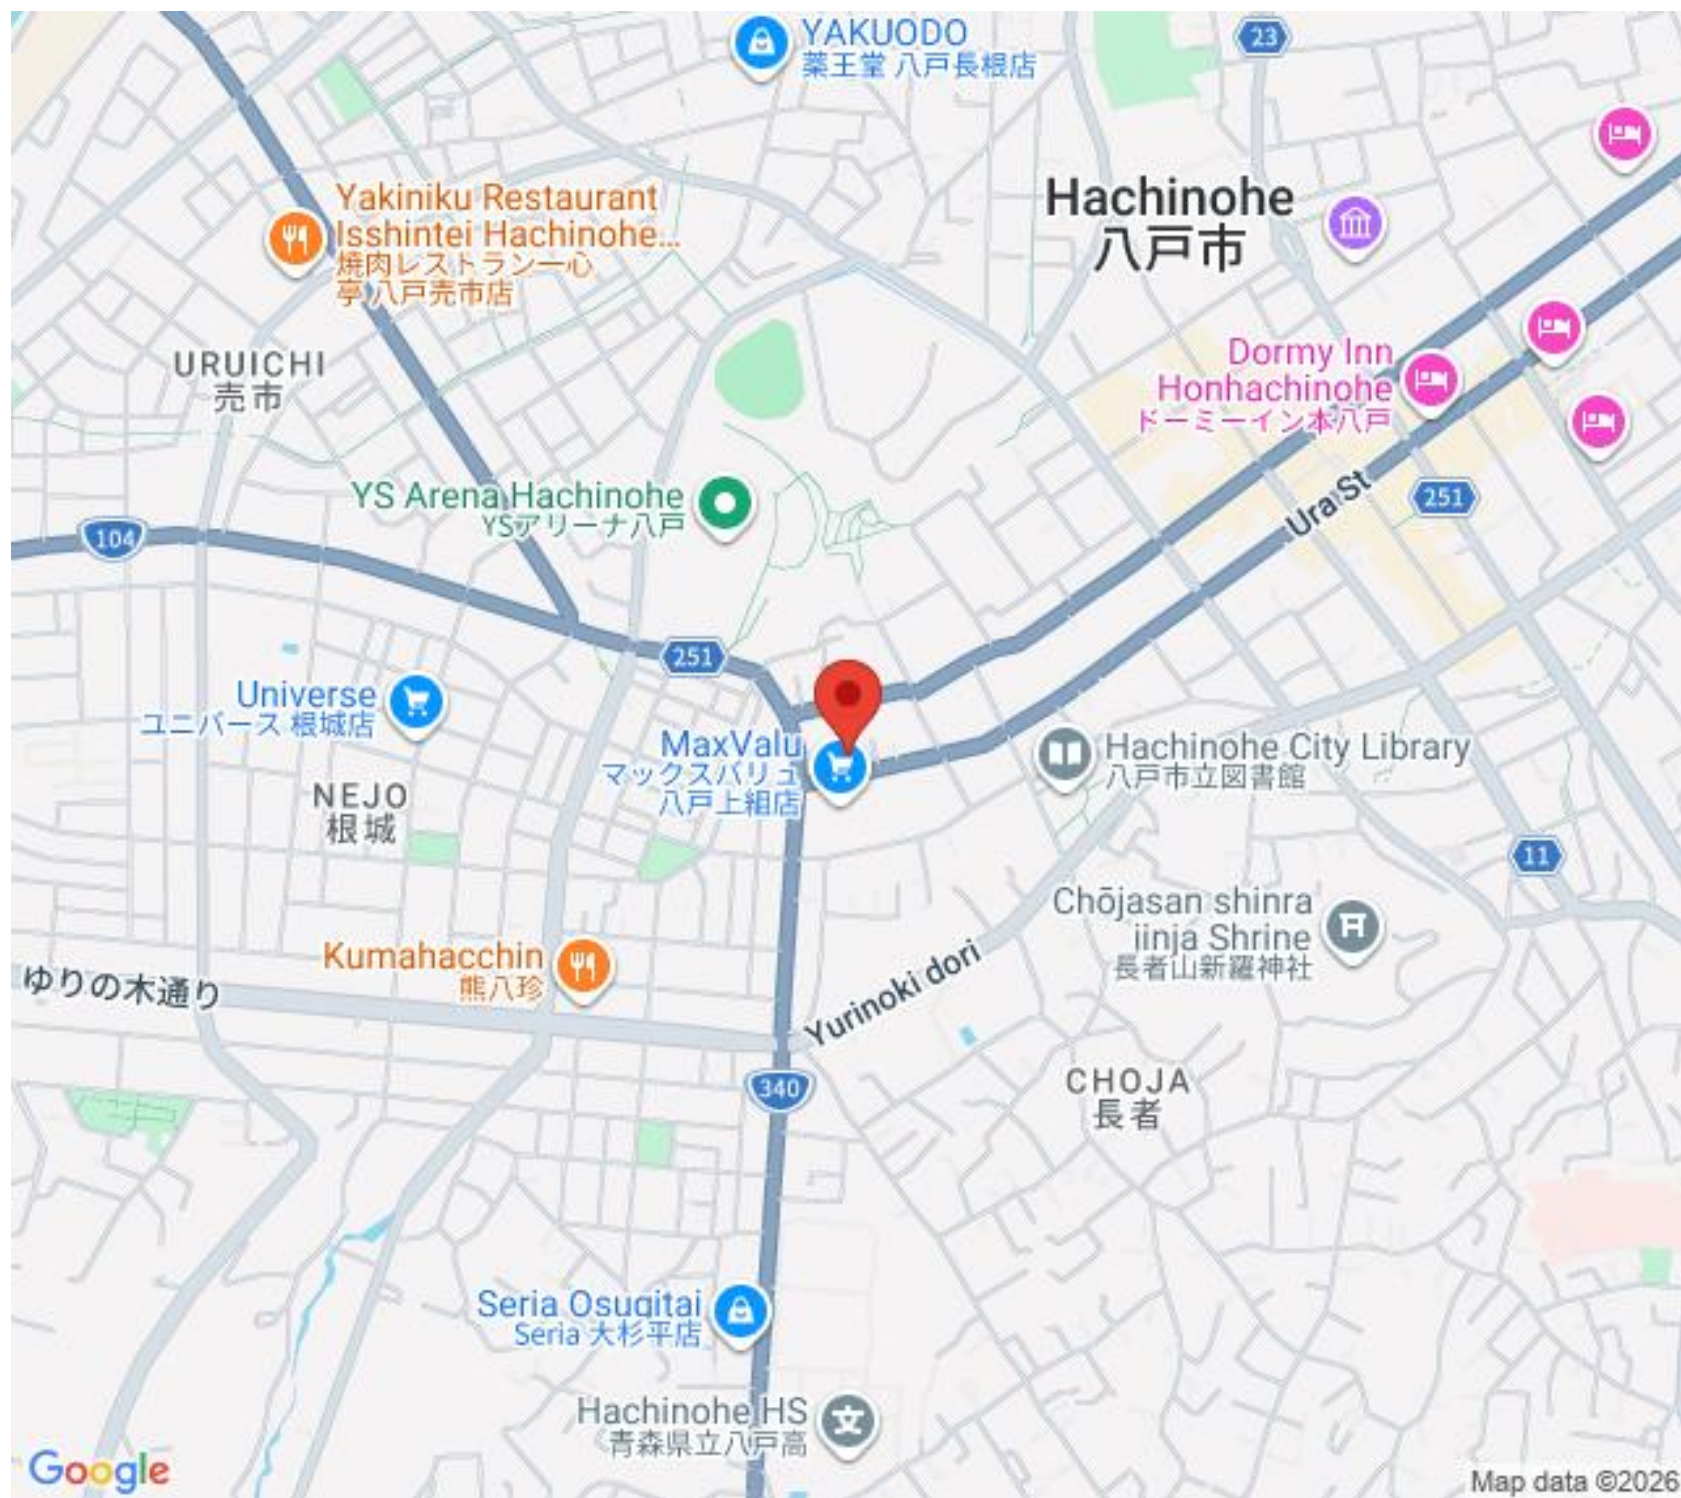 YAKUODO
薬王堂 八戸長根店
23
Yakiniku Restaurant
Isshintei Hachinohe...
焼肉レストラン一心
亭 八戸売市店
Hachinohe
八戸市
URUICHI
売市
Dormy Inn
Honhachinohe
ドーミーイン本八戸
YS Arena Hachinohe
YSアリーナ八戸
Ura St
251
104
251
Universe
ユニバース 根城店
MaxValu
マックスバリュ
八戸上組店
Hachinohe City Library
八戸市立図書館
NEJO
根城
11
Chōjasan shinra
jinja Shrine
長者山新羅神社
Kumahacchin
熊八珍
ゆりの木通り
Yurinoki dori
340
CHOJA
長者
Seria Osugitai
Seria 大杉平店
Hachinohe HS
青森県立八戸高
文
Google
Map data ©2026